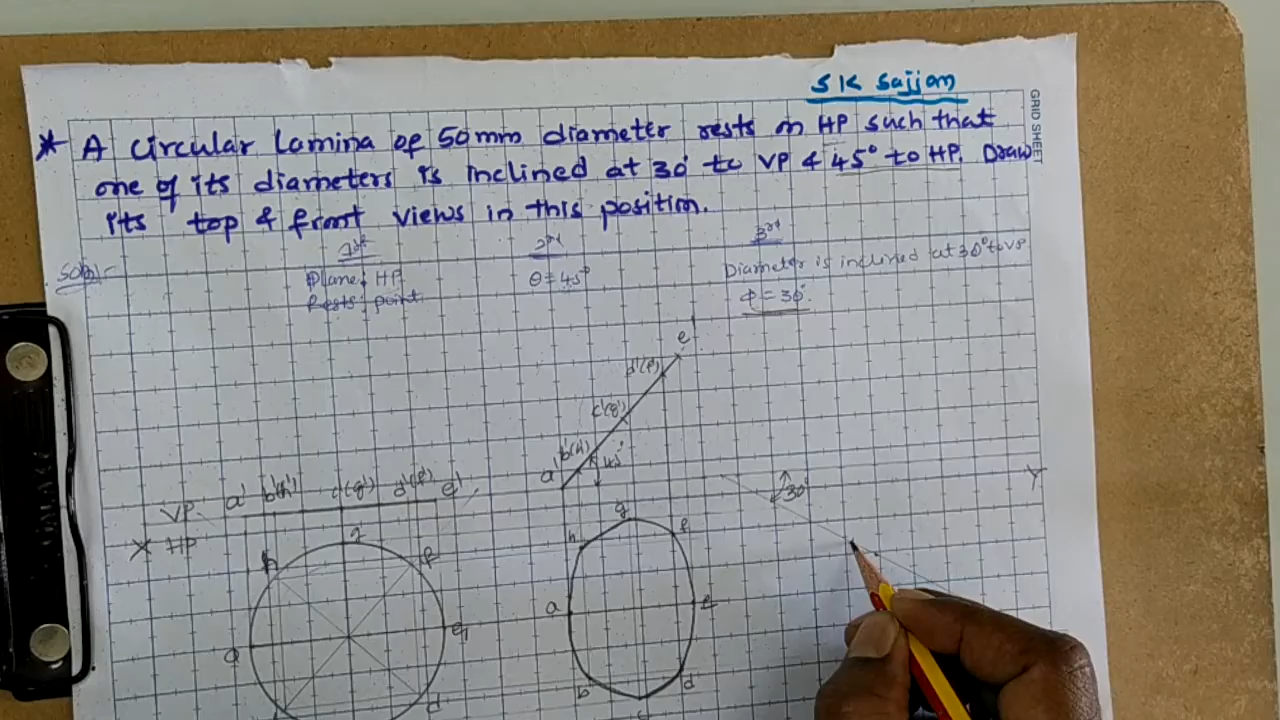 SK Sajjan
GRID SHEET
* A circular Lamina of 50mm diameter rests on HP such that
one of its diameters is inclined at 30° to VP & 45° to HP. Draw
its top & front views in this position.
Soln:-
1st
Plane: HP
Rests: point
2nd
θ = 45°
3rd
Diameter is inclined at 30° to VP
φ = 30°.
e'
d'(f')
c'(g')
b'(h')
a'
45°
VP
a' b'(h') c'(g') d'(f') e'
X HP
Y
30°
g
h
f
a
e
b
d
c
g
h
f
a
e
d